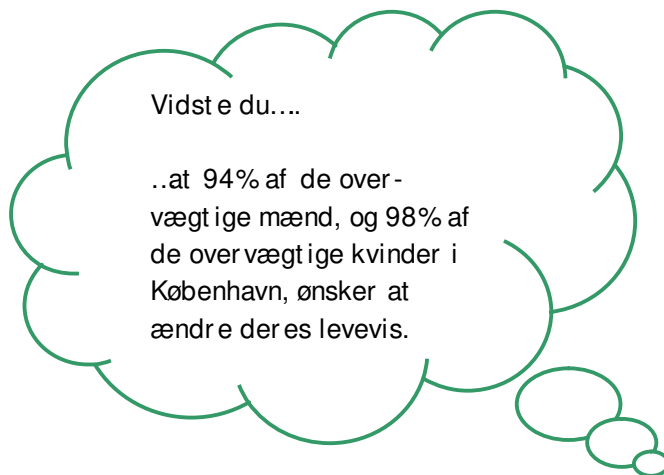 Vidste du....
..at 94% af de over-
vægtige mænd, og 98% af
de overvægtige kvinder i
København, ønsker at
ændre deres levevis.